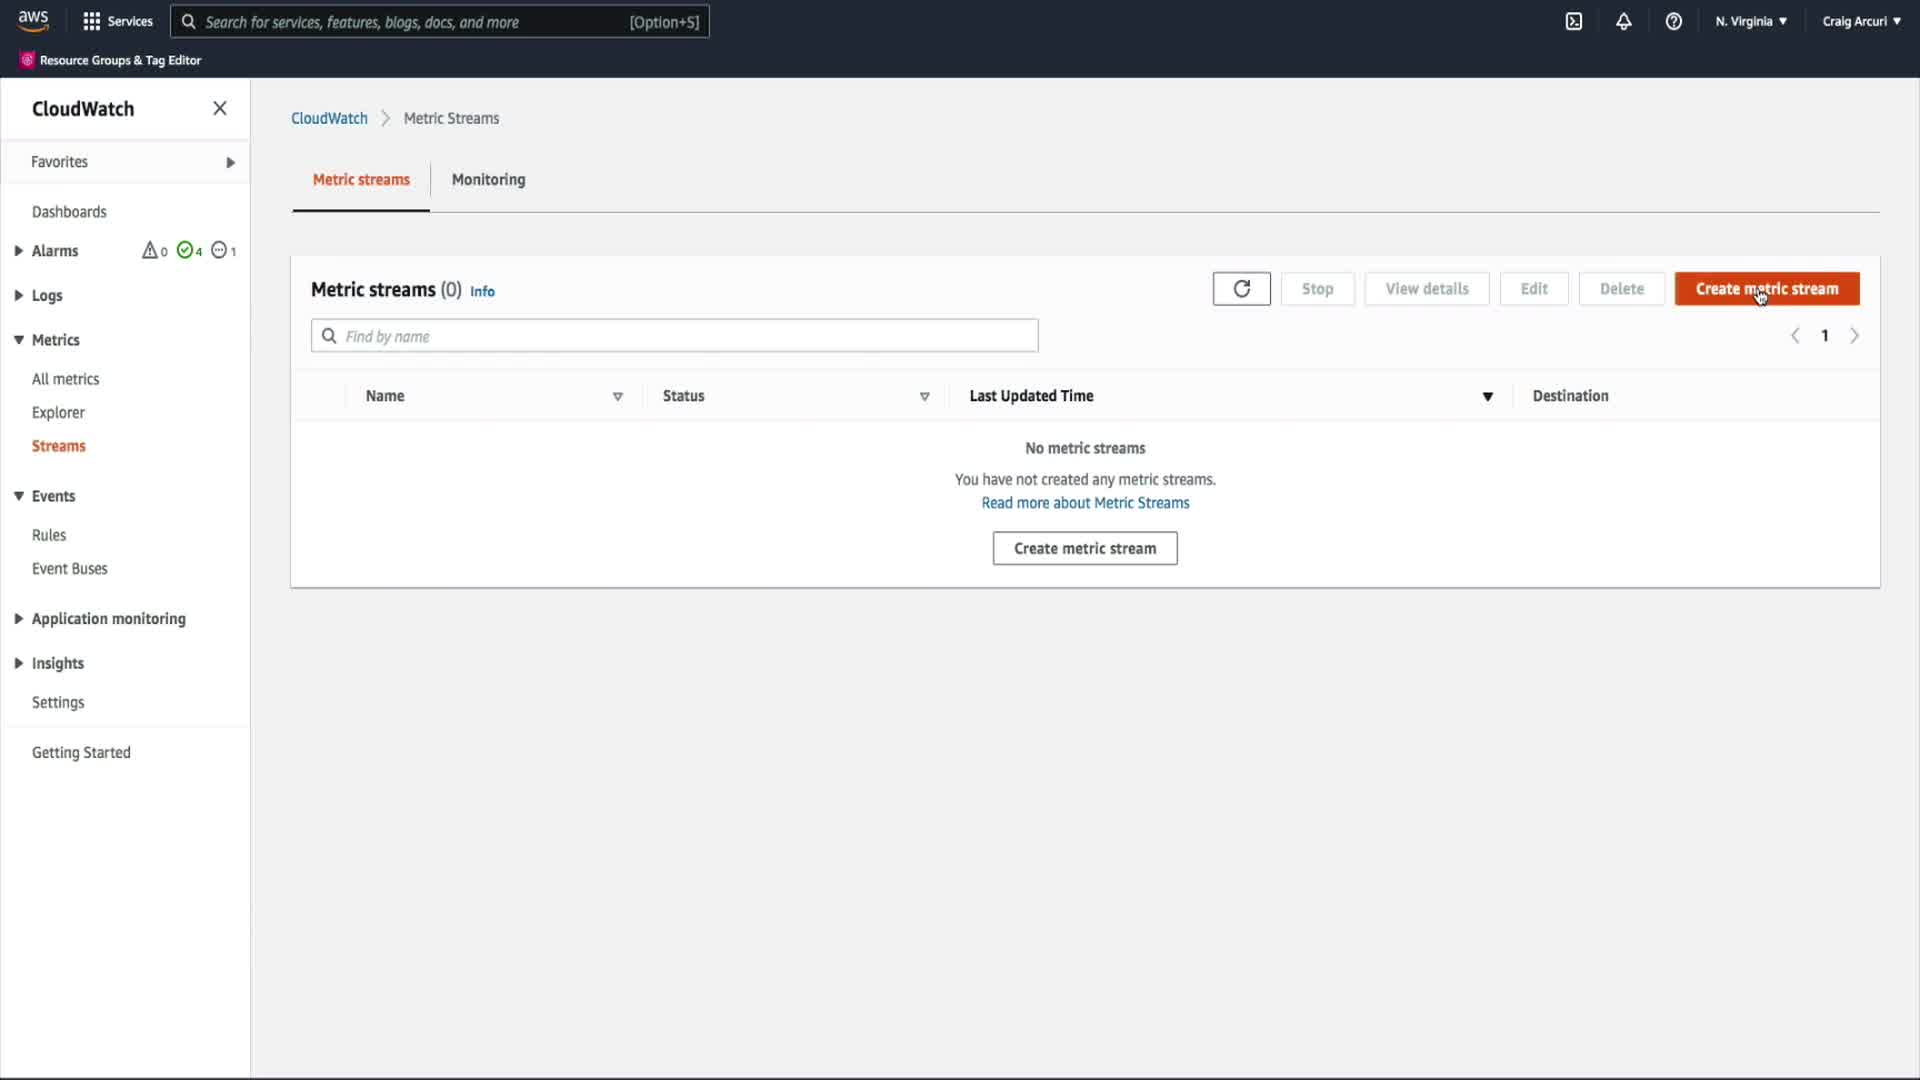 aws
Services
Search for services, features, blogs, docs, and more
[Option+S]
N. Virginia
Craig Arcuri
Resource Groups & Tag Editor
CloudWatch
Favorites
Dashboards
Alarms
0
4
1
Logs
Metrics
All metrics
Explorer
Streams
Events
Rules
Event Buses
Application monitoring
Insights
Settings
Getting Started
CloudWatch
Metric Streams
Metric streams
Monitoring
Metric streams (0) Info
Stop
View details
Edit
Delete
Create metric stream
Find by name
1
Name
Status
Last Updated Time
Destination
No metric streams
You have not created any metric streams.
Read more about Metric Streams
Create metric stream